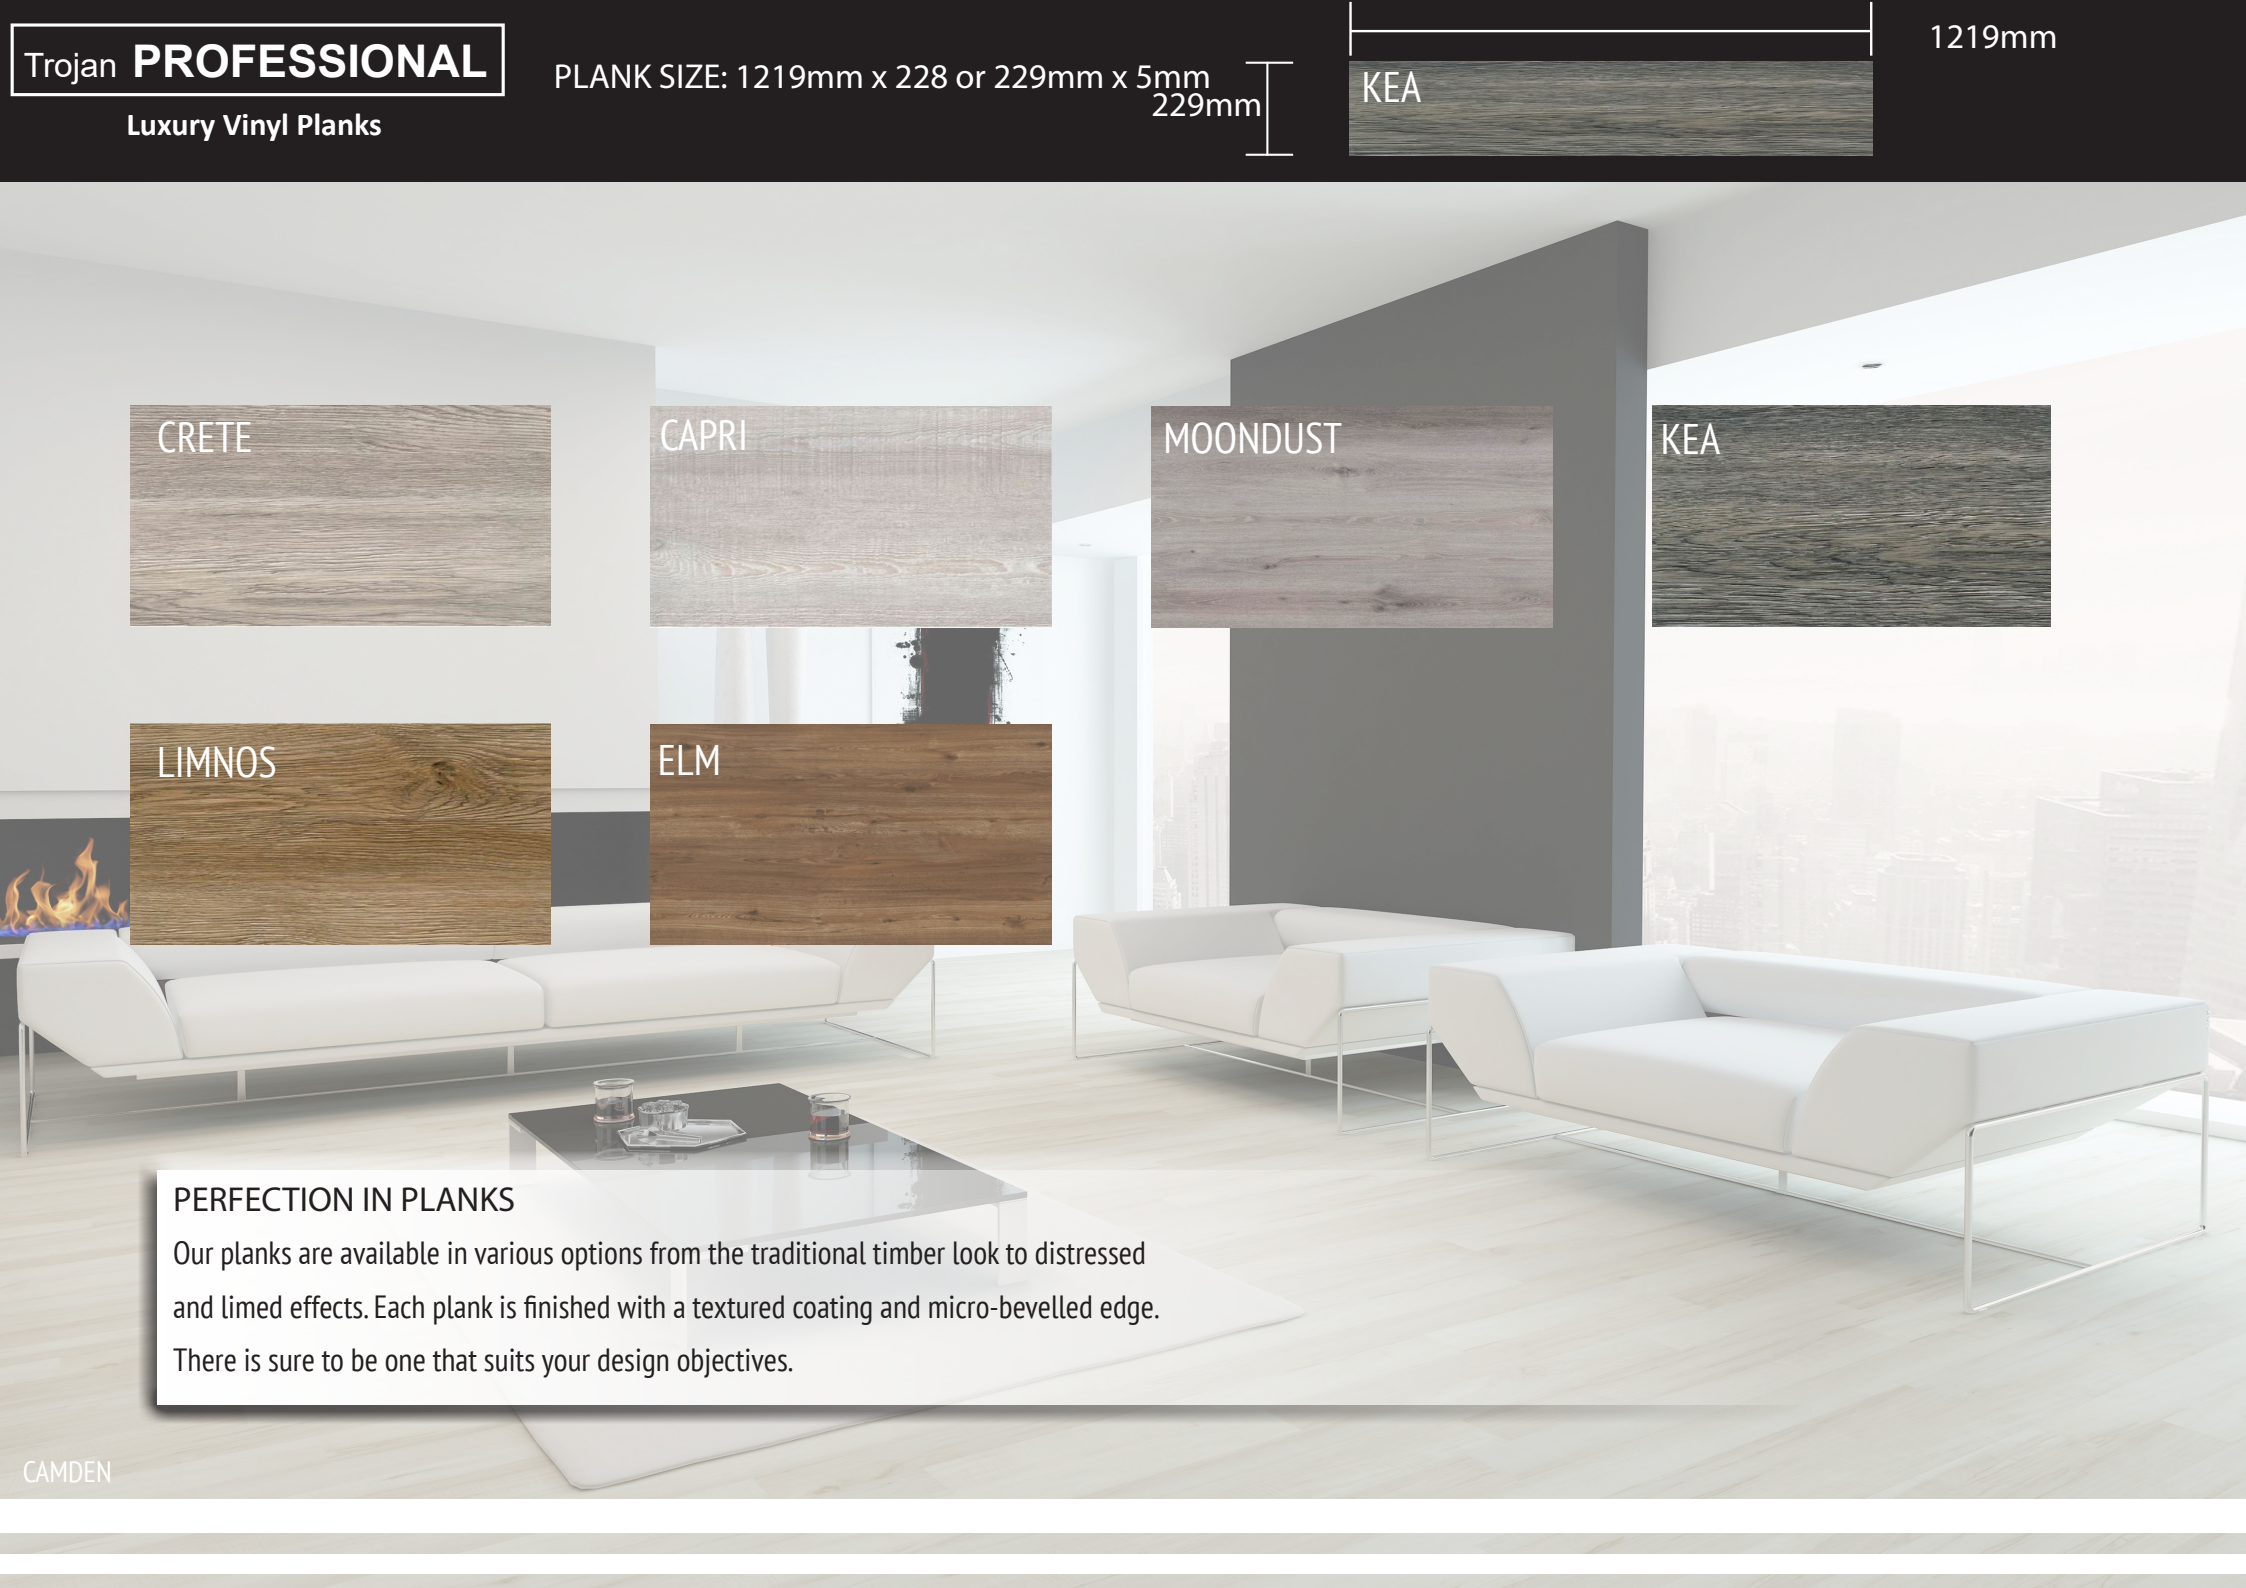 Trojan PROFESSIONAL
Luxury Vinyl Planks
PLANK SIZE: 1219mm x 228 or 229mm x 5mm
229mm
1219mm
KEA
CRETE
CAPRI
MOONDUST
KEA
LIMNOS
ELM
PERFECTION IN PLANKS
Our planks are available in various options from the traditional timber look to distressed
and limed effects. Each plank is finished with a textured coating and micro-bevelled edge.
There is sure to be one that suits your design objectives.
CAMDEN